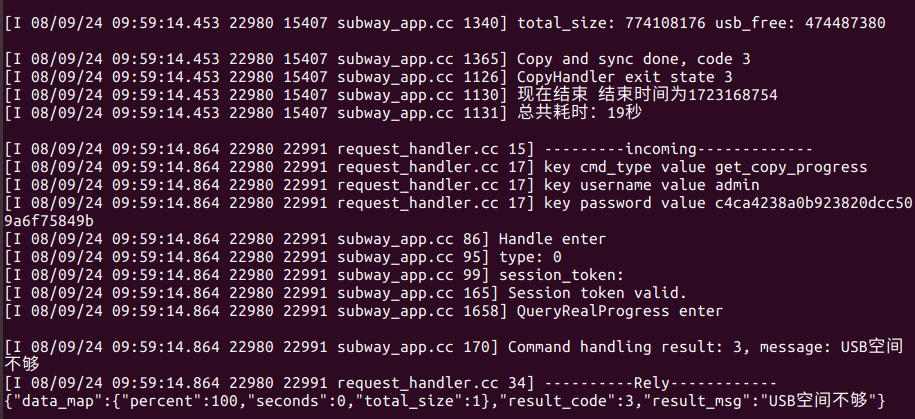 [I 08/09/24 09:59:14.453 22980 15407 subway_app.cc 1340] total_size: 774108176 usb_free: 474487380
[I 08/09/24 09:59:14.453 22980 15407 subway_app.cc 1365] Copy and sync done, code 3
[I 08/09/24 09:59:14.453 22980 15407 subway_app.cc 1126] CopyHandler exit state 3
[I 08/09/24 09:59:14.453 22980 15407 subway_app.cc 1130] 现在结束 结束时间为1723168754
[I 08/09/24 09:59:14.453 22980 15407 subway_app.cc 1131] 总共耗时：19秒
[I 08/09/24 09:59:14.864 22980 22991 request_handler.cc 15] ---------incoming-------------
[I 08/09/24 09:59:14.864 22980 22991 request_handler.cc 17] key cmd_type value get_copy_progress
[I 08/09/24 09:59:14.864 22980 22991 request_handler.cc 17] key username value admin
[I 08/09/24 09:59:14.864 22980 22991 request_handler.cc 17] key password value c4ca4238a0b923820dcc50
9a6f75849b
[I 08/09/24 09:59:14.864 22980 22991 subway_app.cc 86] Handle enter
[I 08/09/24 09:59:14.864 22980 22991 subway_app.cc 95] type: 0
[I 08/09/24 09:59:14.864 22980 22991 subway_app.cc 99] session_token:
[I 08/09/24 09:59:14.864 22980 22991 subway_app.cc 165] Session token valid.
[I 08/09/24 09:59:14.864 22980 22991 subway_app.cc 1658] QueryRealProgress enter
[I 08/09/24 09:59:14.864 22980 22991 subway_app.cc 170] Command handling result: 3, message: USB空间
不够
[I 08/09/24 09:59:14.864 22980 22991 request_handler.cc 34] ----------Rely------------
{"data_map":{"percent":100,"seconds":0,"total_size":1},"result_code":3,"result_msg":"USB空间不够"}